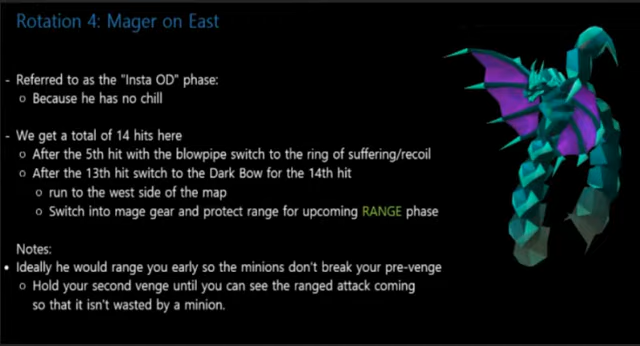 Rotation 4: Mager on East
- Referred to as the "Insta OD" phase:
o Because he has no chill
- We get a total of 14 hits here
o After the 5th hit with the blowpipe switch to the ring of suffering/recoil
o After the 13th hit switch to the Dark Bow for the 14th hit
o run to the west side of the map
o Switch into mage gear and protect range for upcoming RANGE phase
Notes:
• Ideally he would range you early so the minions don't break your pre-venge
o Hold your second venge until you can see the ranged attack coming
so that it isn't wasted by a minion.